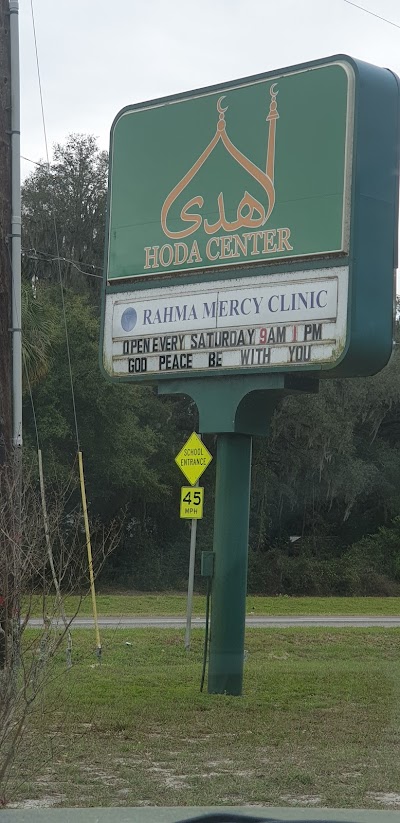 الهدى
HODA CENTER
RAHMA MERCY CLINIC
OPEN EVERY SATURDAY 9AM 1 PM
GOD PEACE BE WITH YOU
SCHOOL
ENTRANCE
45
MPH